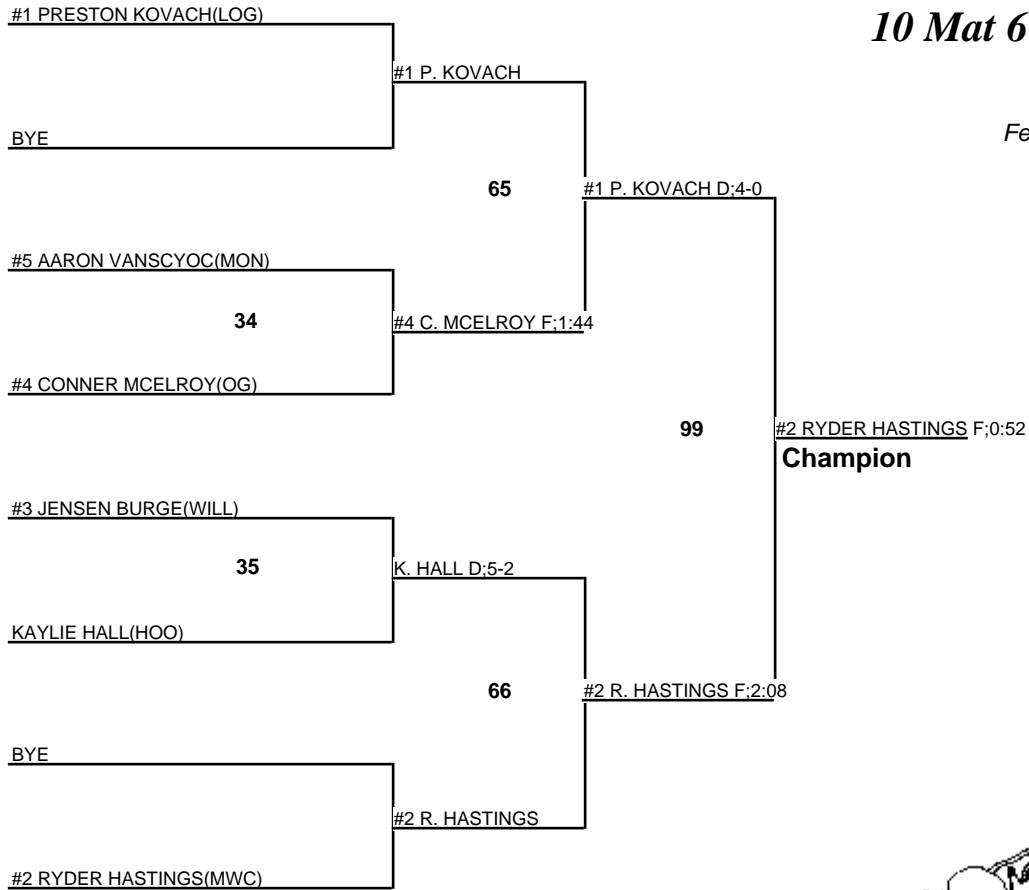 #1 PRESTON KOVACH(LOG)
10 Mat 6
#1 P. KOVACH
Fe
BYE
65
#1 P. KOVACH D;4-0
#5 AARON VANSCYOC(MON)
34
#4 C. MCELROY F;1:44
#4 CONNER MCELROY(OG)
99
#2 RYDER HASTINGS F;0:52
Champion
#3 JENSEN BURGE(WILL)
35
K. HALL D;5-2
KAYLIE HALL(HOO)
66
#2 R. HASTINGS F;2:08
BYE
#2 R. HASTINGS
#2 RYDER HASTINGS(MWC)